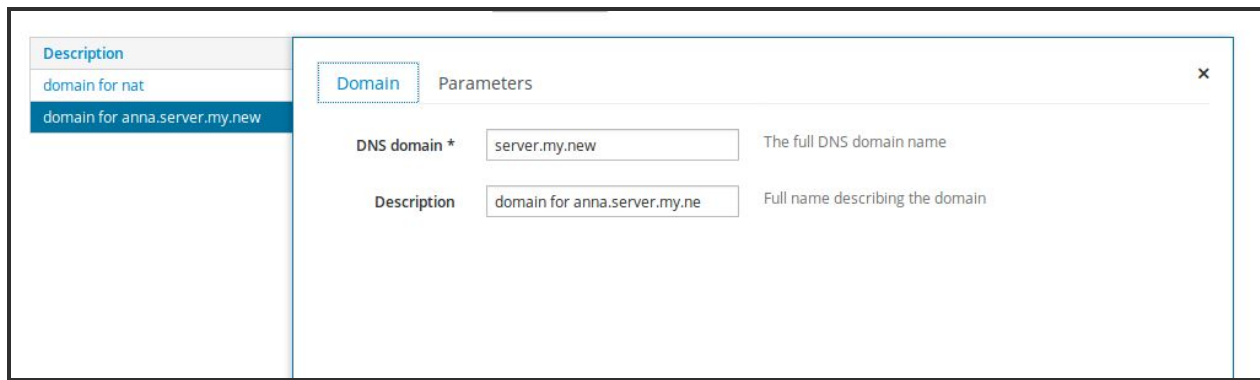 Description
domain for nat
domain for anna.server.my.new
Domain Parameters ×
DNS domain * server.my.new The full DNS domain name
Description domain for anna.server.my.ne Full name describing the domain